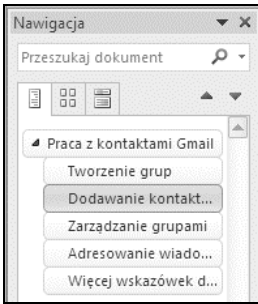 Nawigacja
Przeszukaj dokument
Praca z kontaktami Gmail
Tworzenie grup
Dodawanie kontakt...
Zarządzanie grupami
Adresowanie wiado...
Więcej wskazówek d...